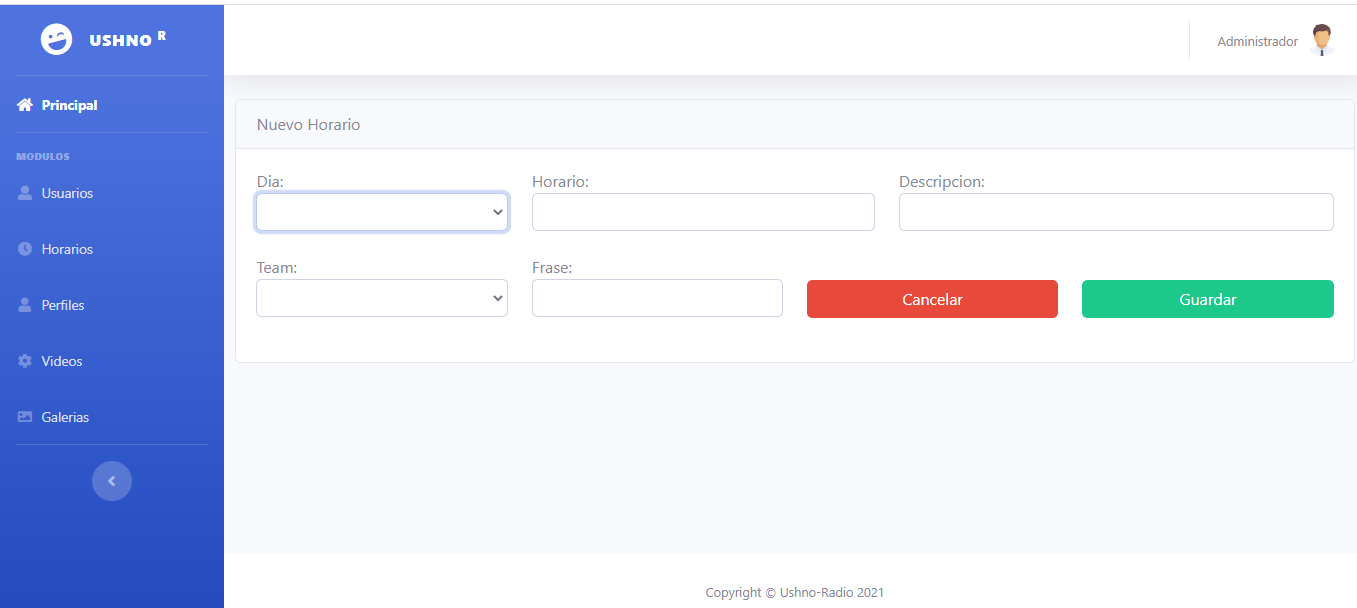 USHNO R
Administrador
Principal
MODULOS
Usuarios
Horarios
Perfiles
Videos
Galerias
Nuevo Horario
Dia:
Horario:
Descripcion:
Team:
Frase:
Cancelar
Guardar
Copyright © Ushno-Radio 2021